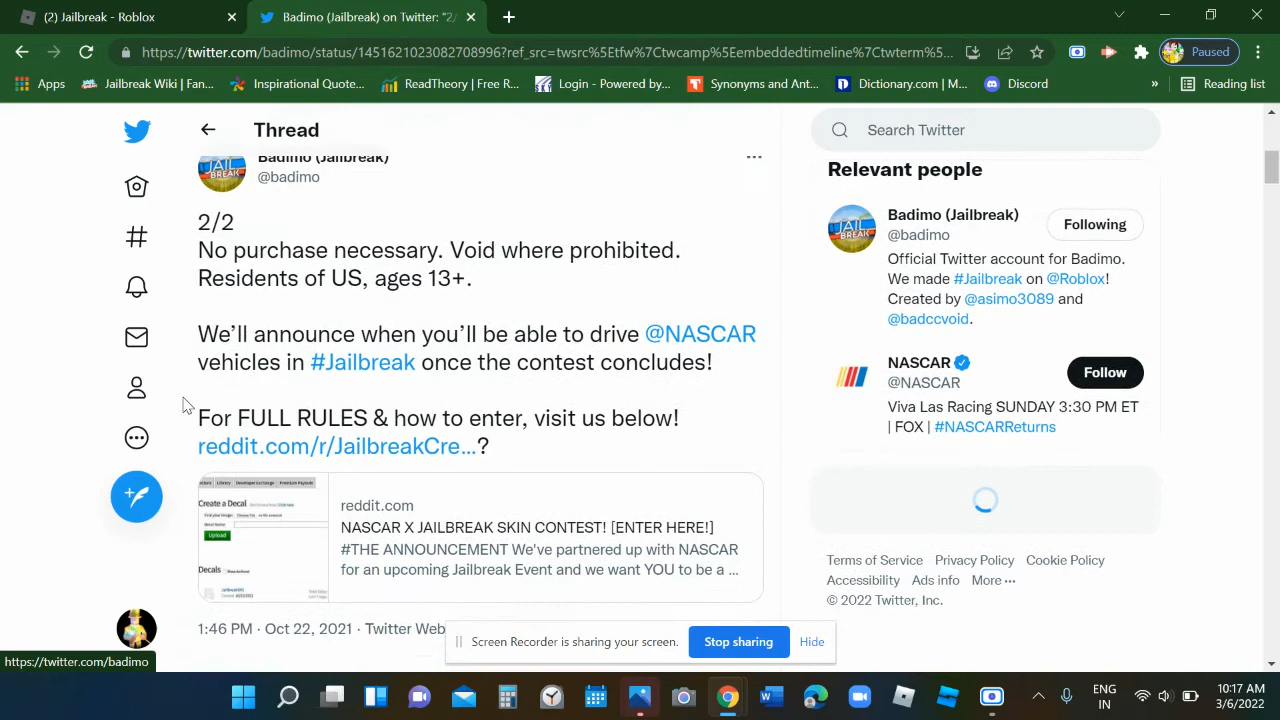 (2) Jailbreak - Roblox
Badimo (Jailbreak) on Twitter: "2/
https://twitter.com/badimo/status/1451621023082708996?ref_src=twsrc%5Etfw%7Ctwcamp%5Eembeddedtimeline%7Ctwterm%5...
Paused
Apps
Jailbreak Wiki | Fan...
Inspirational Quote...
ReadTheory | Free R...
Login - Powered by...
Synonyms and Ant...
Dictionary.com | M...
Discord
»
Reading list
Thread
Search Twitter
Badimo (Jailbreak)
@badimo
2/2
No purchase necessary. Void where prohibited.
Residents of US, ages 13+.
We'll announce when you'll be able to drive @NASCAR
vehicles in #Jailbreak once the contest concludes!
For FULL RULES & how to enter, visit us below!
reddit.com/r/JailbreakCre...?
Create a Decal
Upload
Decals
reddit.com
NASCAR X JAILBREAK SKIN CONTEST! [ENTER HERE!]
#THE ANNOUNCEMENT We've partnered up with NASCAR
for an upcoming Jailbreak Event and we want YOU to be a ...
1:46 PM · Oct 22, 2021 · Twitter Web
Relevant people
Badimo (Jailbreak)
@badimo
Following
Official Twitter account for Badimo.
We made #Jailbreak on @Roblox!
Created by @asimo3089 and
@badccvoid.
NASCAR
@NASCAR
Follow
Viva Las Racing SUNDAY 3:30 PM ET
| FOX | #NASCARReturns
Terms of Service Privacy Policy Cookie Policy
Accessibility Ads info More ···
© 2022 Twitter, Inc.
Screen Recorder is sharing your screen.
Stop sharing
Hide
https://twitter.com/badimo
ENG
IN
10:17 AM
3/6/2022